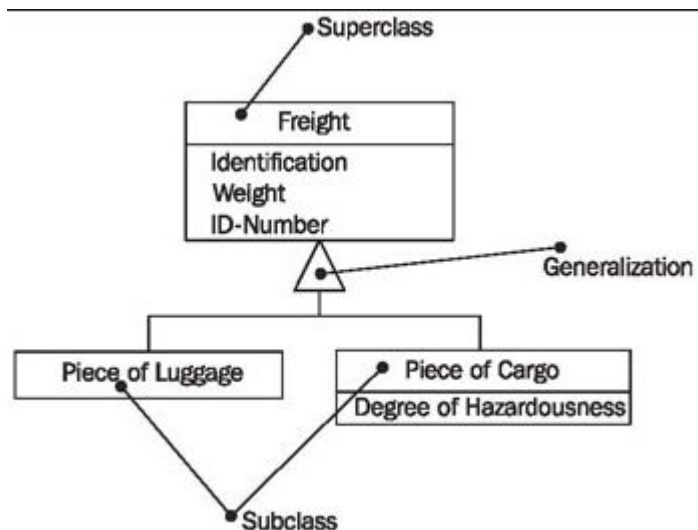 Superclass
Freight
Identification
Weight
ID-Number
Generalization
Piece of Luggage
Piece of Cargo
Degree of Hazardousness
Subclass